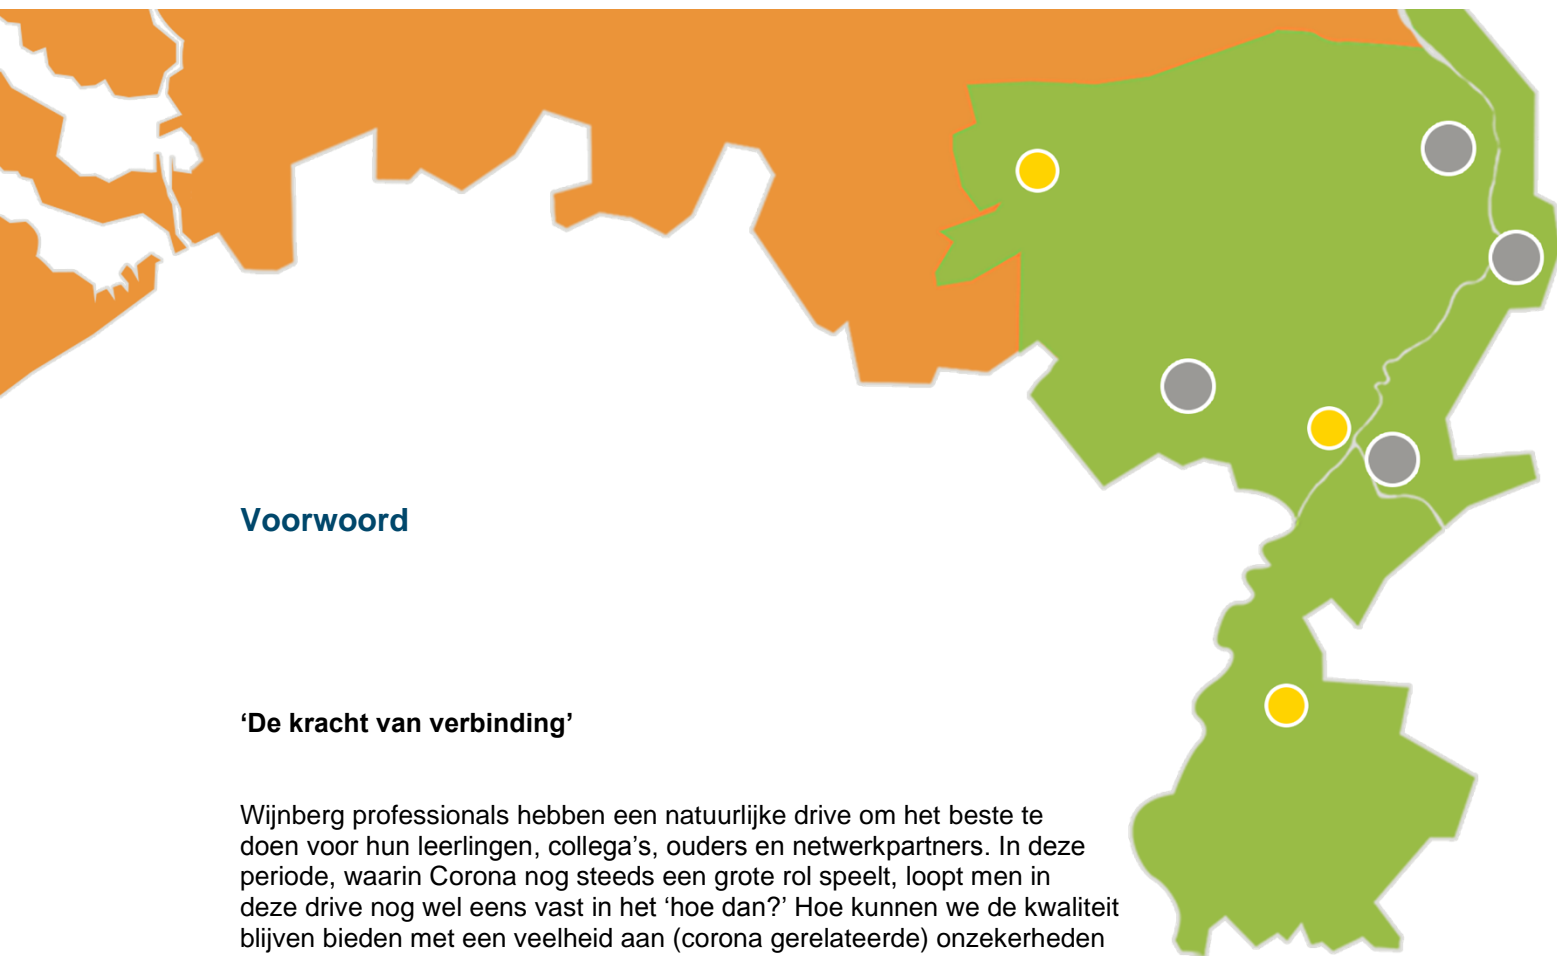 Voorwoord
‘De kracht van verbinding’
Wijnberg professionals hebben een natuurlijke drive om het beste te
doen voor hun leerlingen, collega’s, ouders en netwerkpartners. In deze
periode, waarin Corona nog steeds een grote rol speelt, loopt men in
deze drive nog wel eens vast in het ‘hoe dan?’ Hoe kunnen we de kwaliteit
blijven bieden met een veelheid aan (corona gerelateerde) onzekerheden